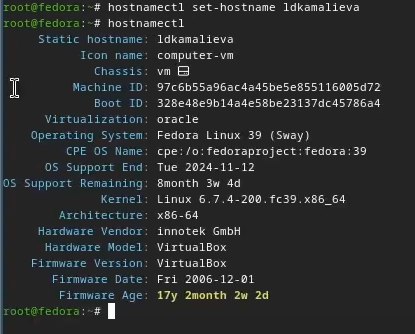 root@fedora:~# hostnamectl set-hostname ldkamalieva
root@fedora:~# hostnamectl
Static hostname: ldkamalieva
Icon name: computer-vm
Chassis: vm 🖴
Machine ID: 97c6b55a96ac4a45be5e855116005d72
Boot ID: 328e48e9b14a4e58be23137dc45786a4
Virtualization: oracle
Operating System: Fedora Linux 39 (Sway)
CPE OS Name: cpe:/o:fedoraproject:fedora:39
OS Support End: Tue 2024-11-12
OS Support Remaining: 8month 3w 4d
Kernel: Linux 6.7.4-200.fc39.x86_64
Architecture: x86-64
Hardware Vendor: innotek GmbH
Hardware Model: VirtualBox
Firmware Version: VirtualBox
Firmware Date: Fri 2006-12-01
Firmware Age: 17y 2month 2w 2d
root@fedora:~#